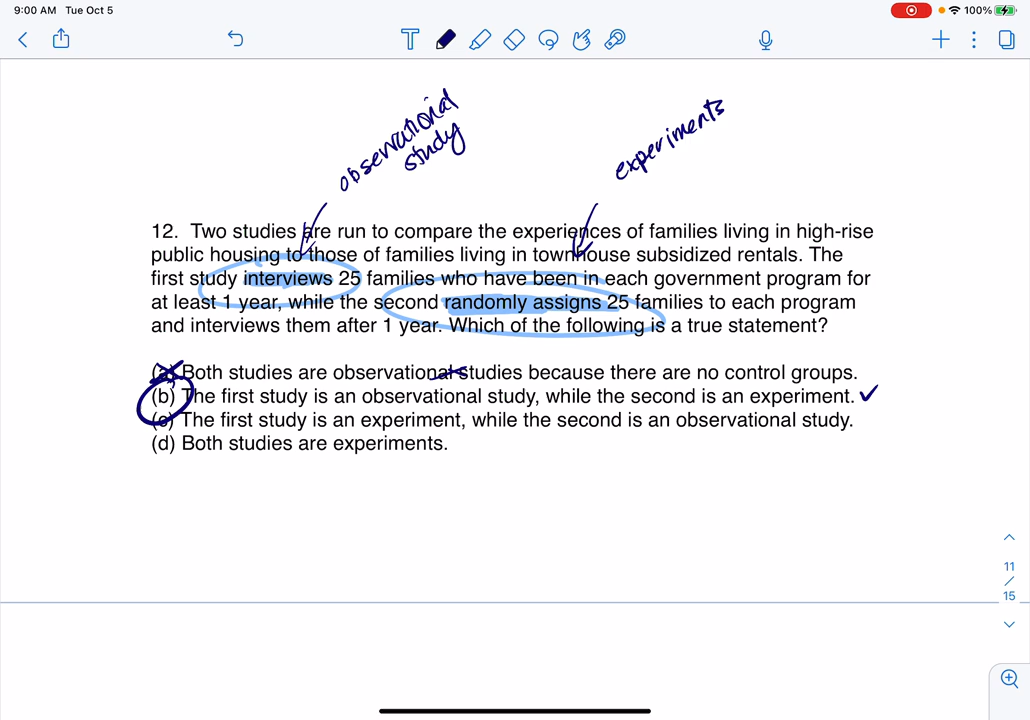 9:00 AM Tue Oct 5
100%
T
observational
study
experiments
12. Two studies are run to compare the experiences of families living in high-rise
public housing to those of families living in townhouse subsidized rentals. The
first study interviews 25 families who have been in each government program for
at least 1 year, while the second randomly assigns 25 families to each program
and interviews them after 1 year. Which of the following is a true statement?
(a) Both studies are observational studies because there are no control groups.
(b) The first study is an observational study, while the second is an experiment.
(c) The first study is an experiment, while the second is an observational study.
(d) Both studies are experiments.
11
/
15